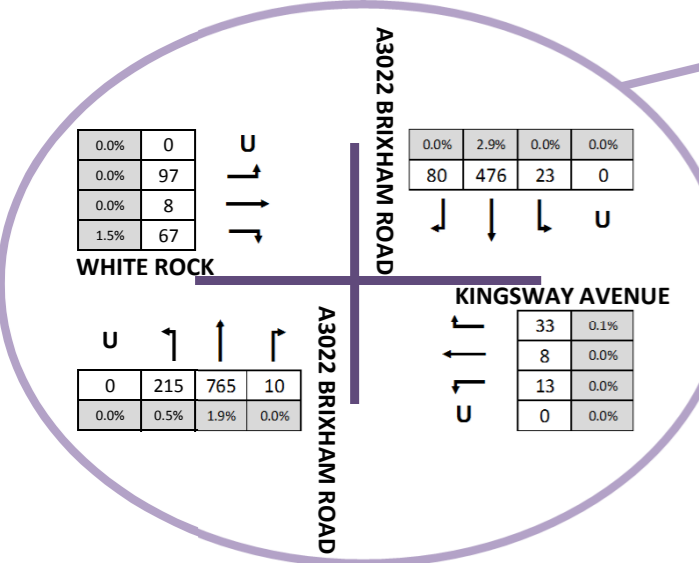 A3022 BRIXHAM ROAD
0.0% 0 U
0.0% 97
0.0% 8
1.5% 67
WHITE ROCK
0.0% 2.9% 0.0% 0.0%
80 476 23 0
U
KINGSWAY AVENUE
33 0.1%
8 0.0%
13 0.0%
U 0 0.0%
U
0 215 765 10
0.0% 0.5% 1.9% 0.0%
A3022 BRIXHAM ROAD